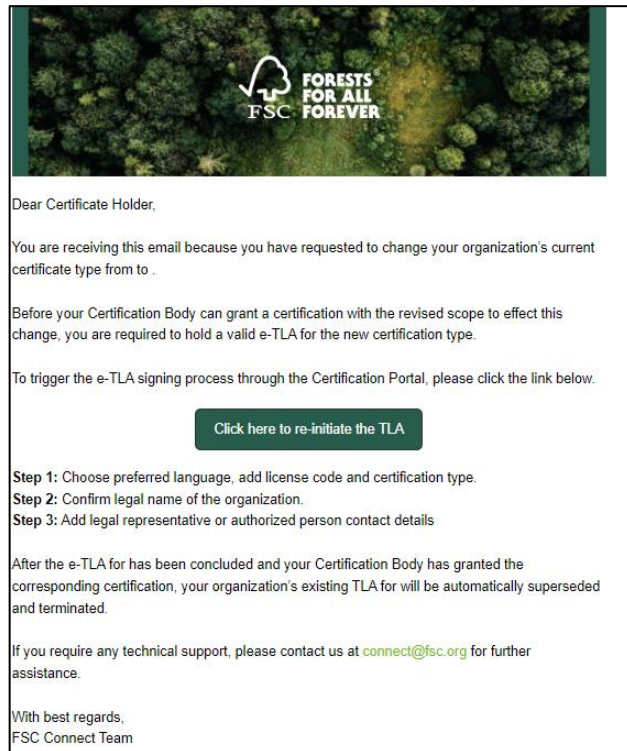 FSC
FORESTS
FOR ALL
FOREVER
Dear Certificate Holder,
You are receiving this email because you have requested to change your organization's current
certificate type from to .
Before your Certification Body can grant a certification with the revised scope to effect this
change, you are required to hold a valid e-TLA for the new certification type.
To trigger the e-TLA signing process through the Certification Portal, please click the link below.
Click here to re-initiate the TLA
Step 1: Choose preferred language, add license code and certification type.
Step 2: Confirm legal name of the organization.
Step 3: Add legal representative or authorized person contact details
After the e-TLA for has been concluded and your Certification Body has granted the
corresponding certification, your organization's existing TLA for will be automatically superseded
and terminated.
If you require any technical support, please contact us at connect@fsc.org for further
assistance.
With best regards,
FSC Connect Team